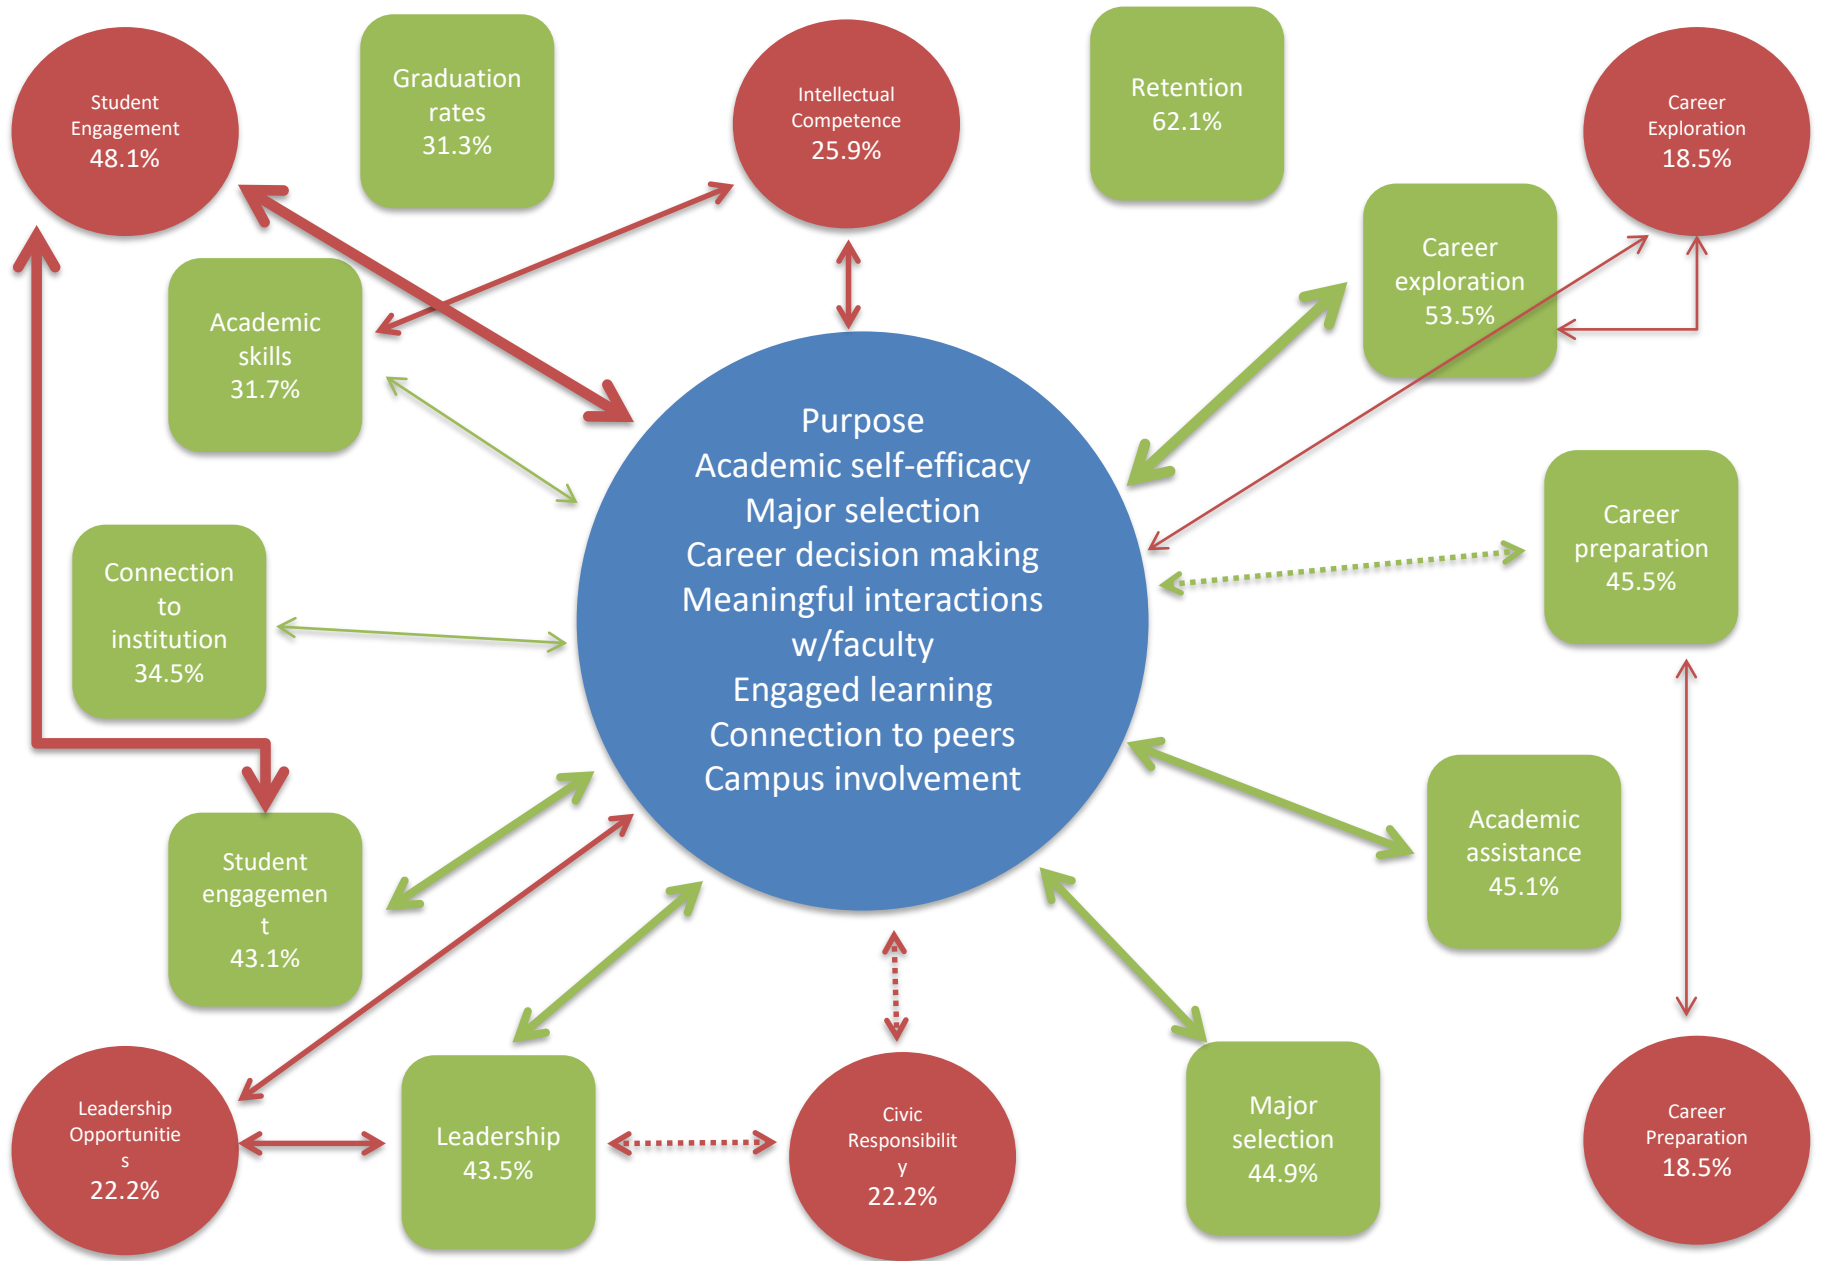 Student
Engagement
48.1%
Graduation
rates
31.3%
Intellectual
Competence
25.9%
Retention
62.1%
Career
Exploration
18.5%
Academic
skills
31.7%
Career
exploration
53.5%
Purpose
Academic self-efficacy
Major selection
Career decision making
Meaningful interactions
w/faculty
Engaged learning
Connection to peers
Campus involvement
Connection
to
institution
34.5%
Career
preparation
45.5%
Student
engagemen
t
43.1%
Academic
assistance
45.1%
Leadership
Opportunitie
s
22.2%
Leadership
43.5%
Civic
Responsibilit
y
22.2%
Major
selection
44.9%
Career
Preparation
18.5%